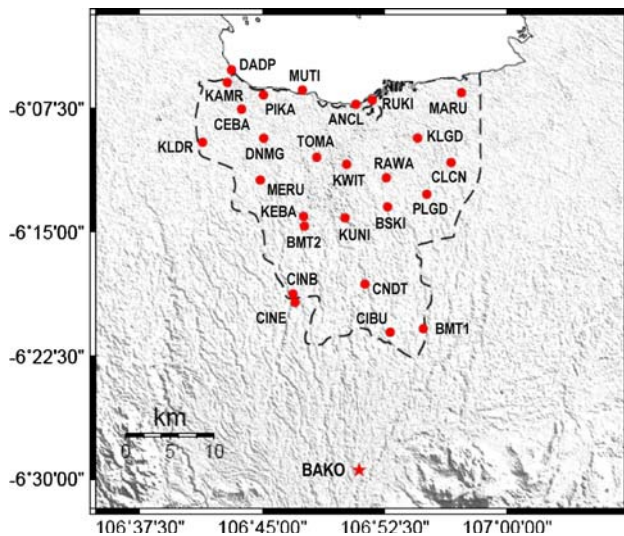 DADP
MUTI
KAMR
PIKA
RUKI
MARU
-6°07'30"
ANCL
CEBA
KLDR
DNMG
TOMA
KLGD
KWIT
RAWA
CLCN
MERU
PLGD
KEBA
BSKI
-6°15'00"
KUNI
BMT2
CINB
CNDT
CINE
CIBU
BMT1
-6°22'30"
km
0 5 10
BAKO
-6°30'00"
106°37'30" 106°45'00" 106°52'30" 107°00'00"